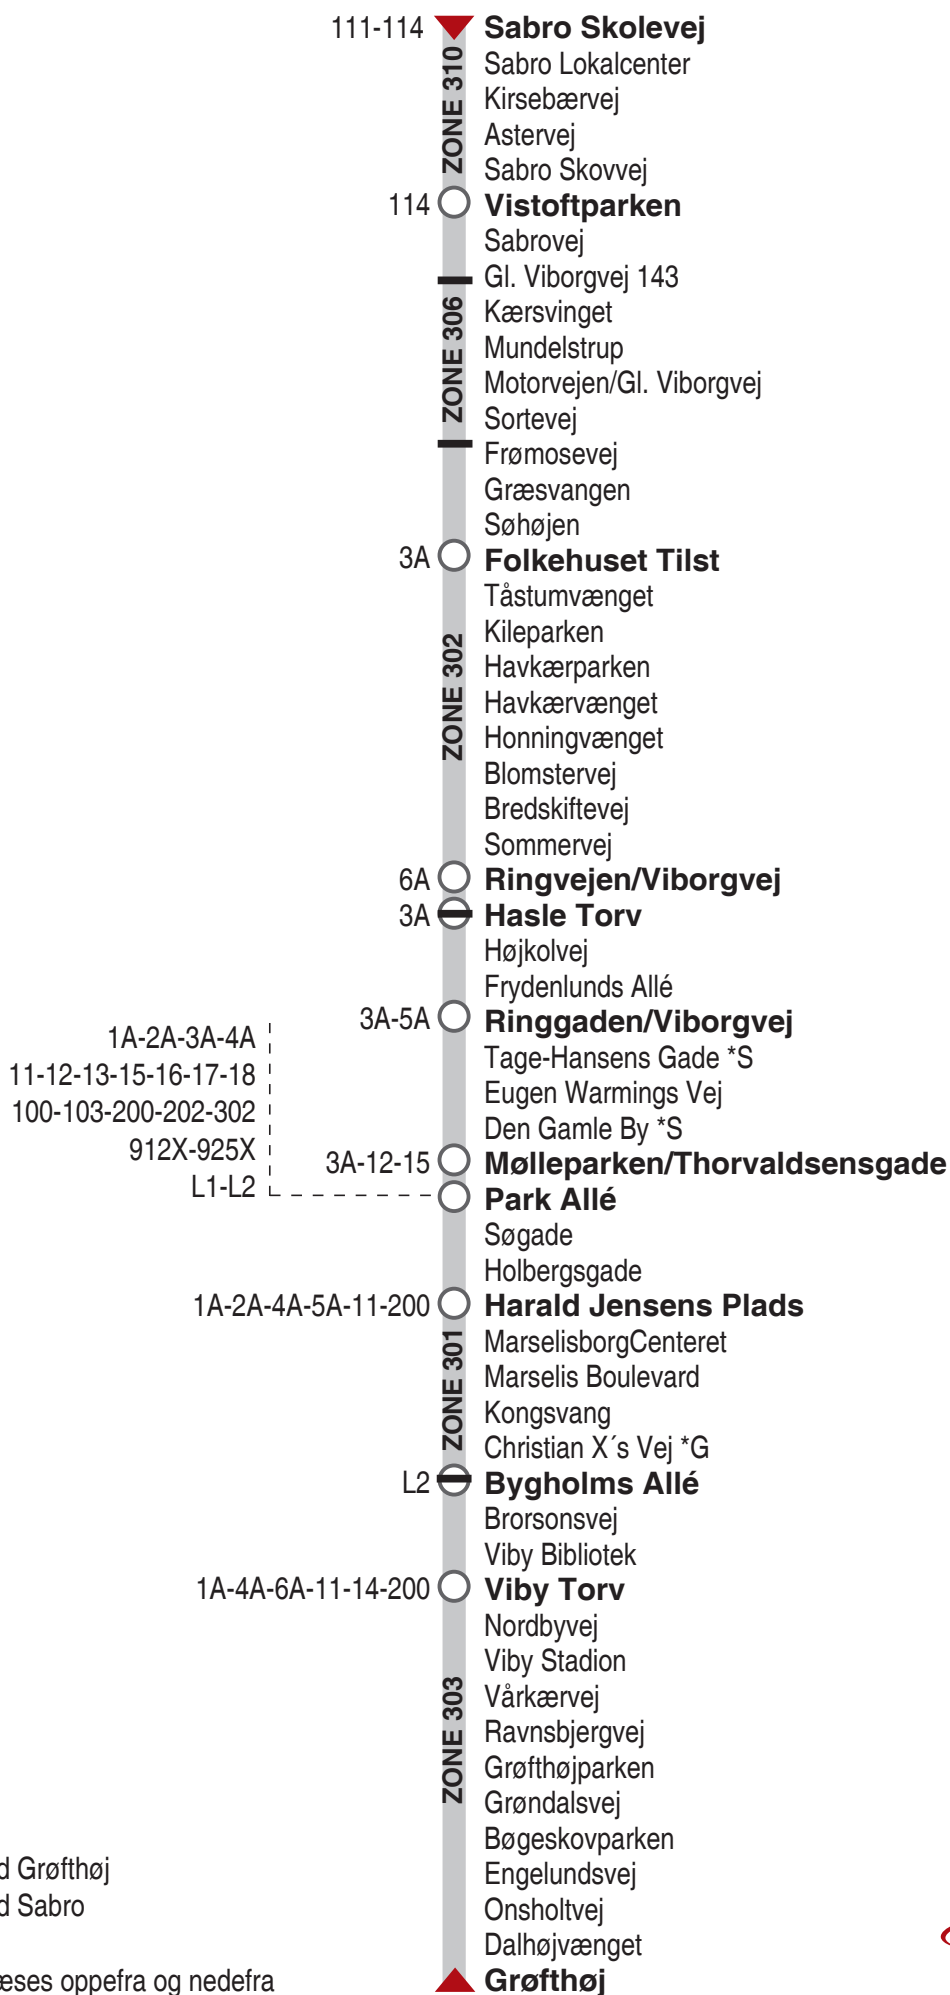 111-114 Sabro Skolevej
ZONE 310
Sabro Lokalcenter
Kirsebærvej
Astervej
Sabro Skovvej
114 Vistoftparken
Sabrovej
Gl. Viborgvej 143
ZONE 306
Kærsvinget
Mundelstrup
Motorvejen/Gl. Viborgvej
Sortevej
Frømosevej
Græsvangen
Søhøjen
3A Folkehuset Tilst
Tåstumvænget
Kileparken
ZONE 302
Havkærparken
Havkærvænget
Honningvænget
Blomstervej
Bredskiftevej
Sommervej
6A Ringvejen/Viborgvej
3A Hasle Torv
Højkolvej
Frydenlunds Allé
3A-5A Ringgaden/Viborgvej
Tage-Hansens Gade *S
Eugen Warmings Vej
Den Gamle By *S
3A-12-15 Mølleparken/Thorvaldsensgade
1A-2A-3A-4A
11-12-13-15-16-17-18
100-103-200-202-302
912X-925X
L1-L2
Park Allé
Søgade
Holbergsgade
1A-2A-4A-5A-11-200 Harald Jensens Plads
ZONE 301
MarselisborgCenteret
Marselis Boulevard
Kongsvang
Christian X´s Vej *G
L2 Bygholms Allé
Brorsonsvej
Viby Bibliotek
1A-4A-6A-11-14-200 Viby Torv
Nordbyvej
Viby Stadion
ZONE 303
Vårkærvej
Ravnsbjergvej
Grøfthøjparken
Grøndalsvej
Bøgeskovparken
Engelundsvej
Onsholtvej
Dalhøjvænget
Grøfthøj
d Grøfthøj
d Sabro
æses oppefra og nedefra